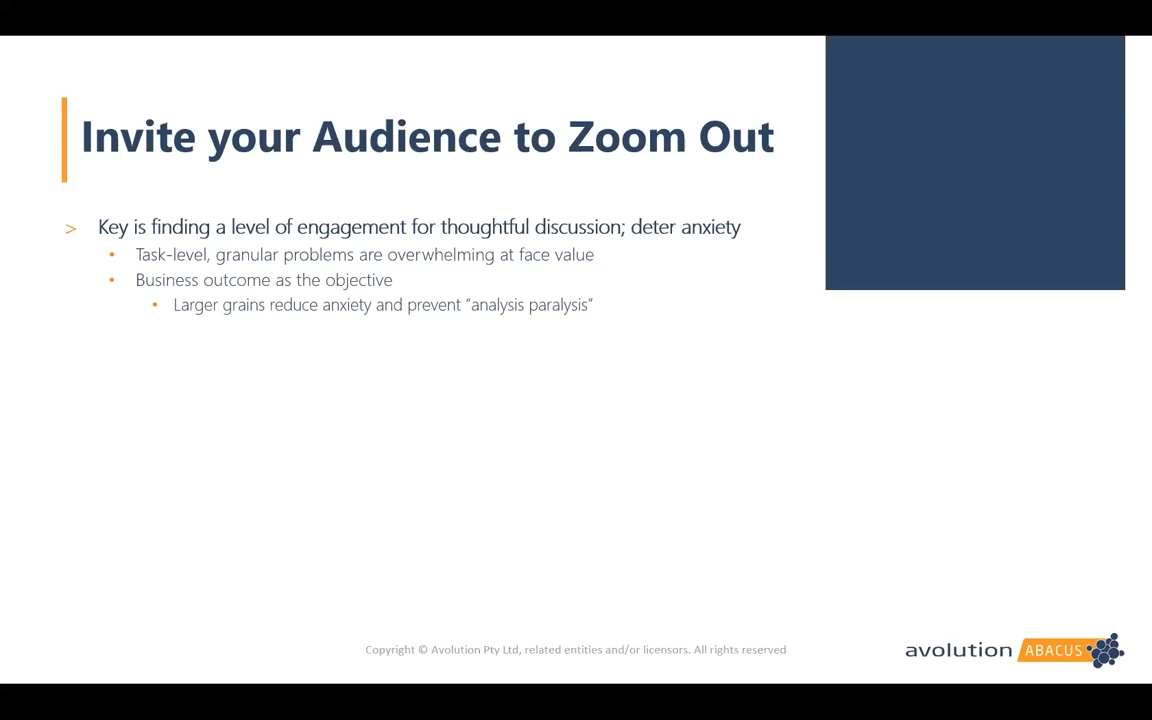 Invite your Audience to Zoom Out
> Key is finding a level of engagement for thoughtful discussion; deter anxiety
• Task-level, granular problems are overwhelming at face value
• Business outcome as the objective
• Larger grains reduce anxiety and prevent “analysis paralysis”
Copyright © Avolution Pty Ltd, related entities and/or licensors. All rights reserved
avolution ABACUS